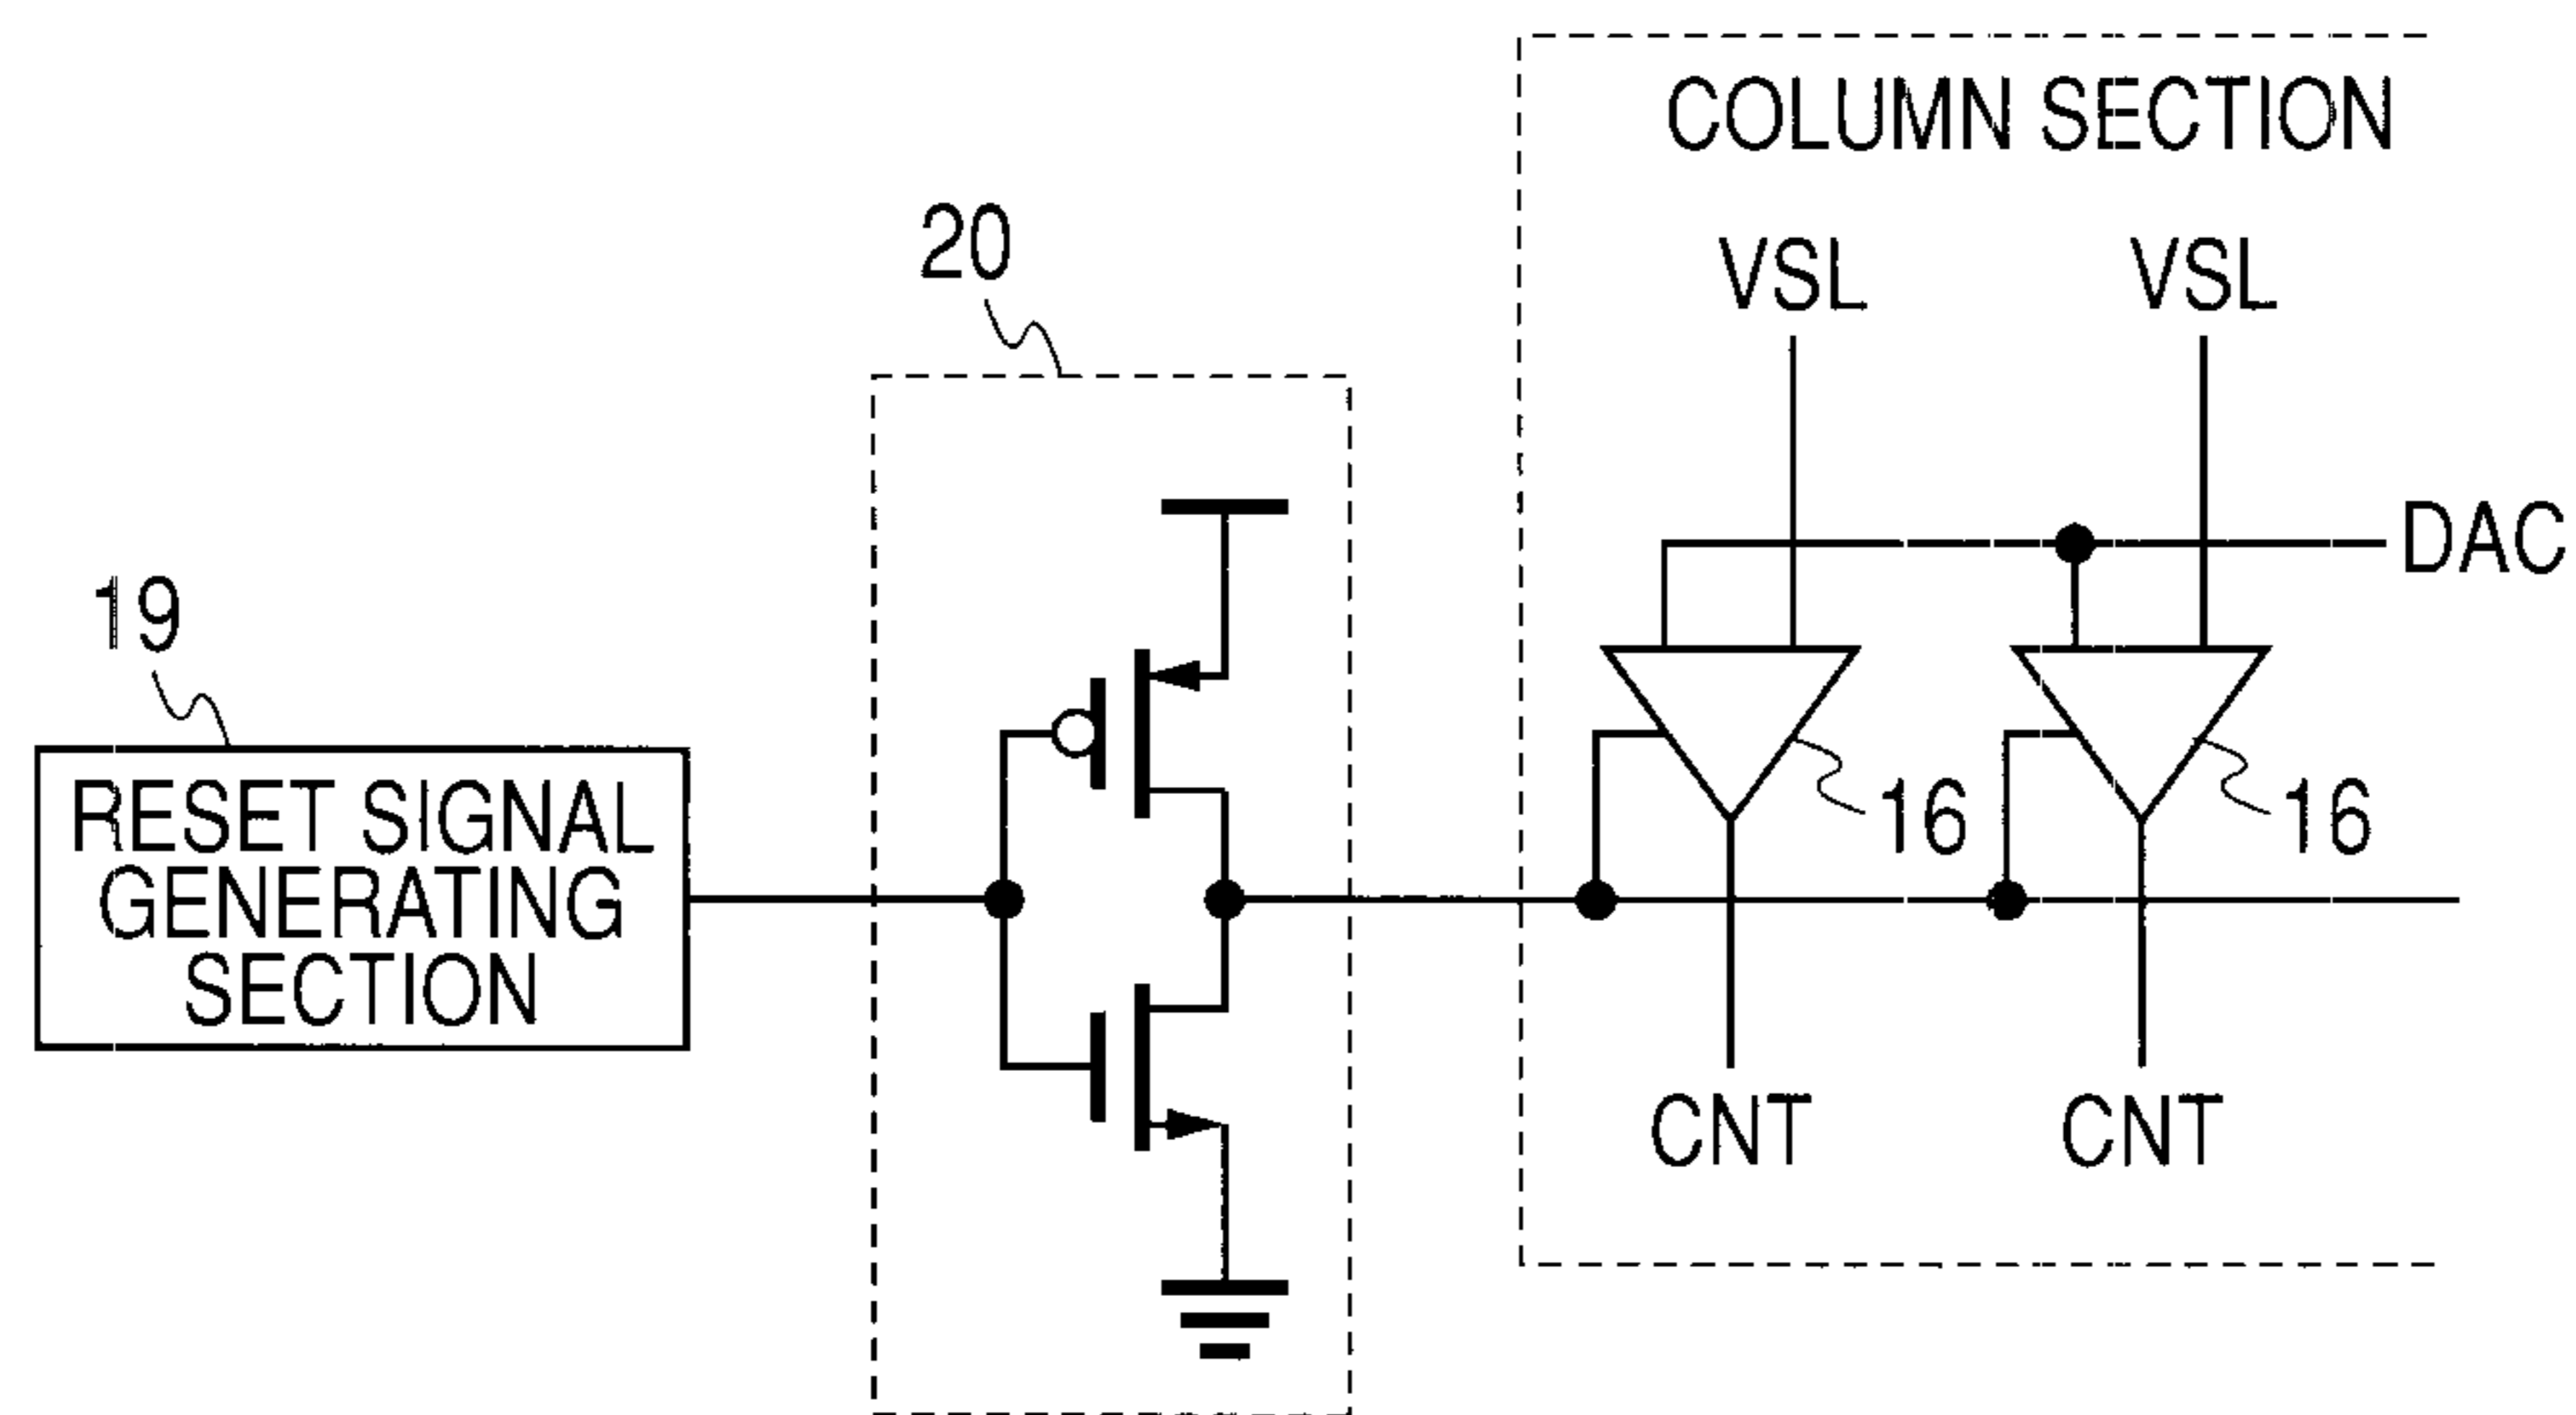 COLUMN SECTION
20
VSL VSL
DAC
19
RESET SIGNAL
GENERATING
SECTION
16 16
CNT CNT